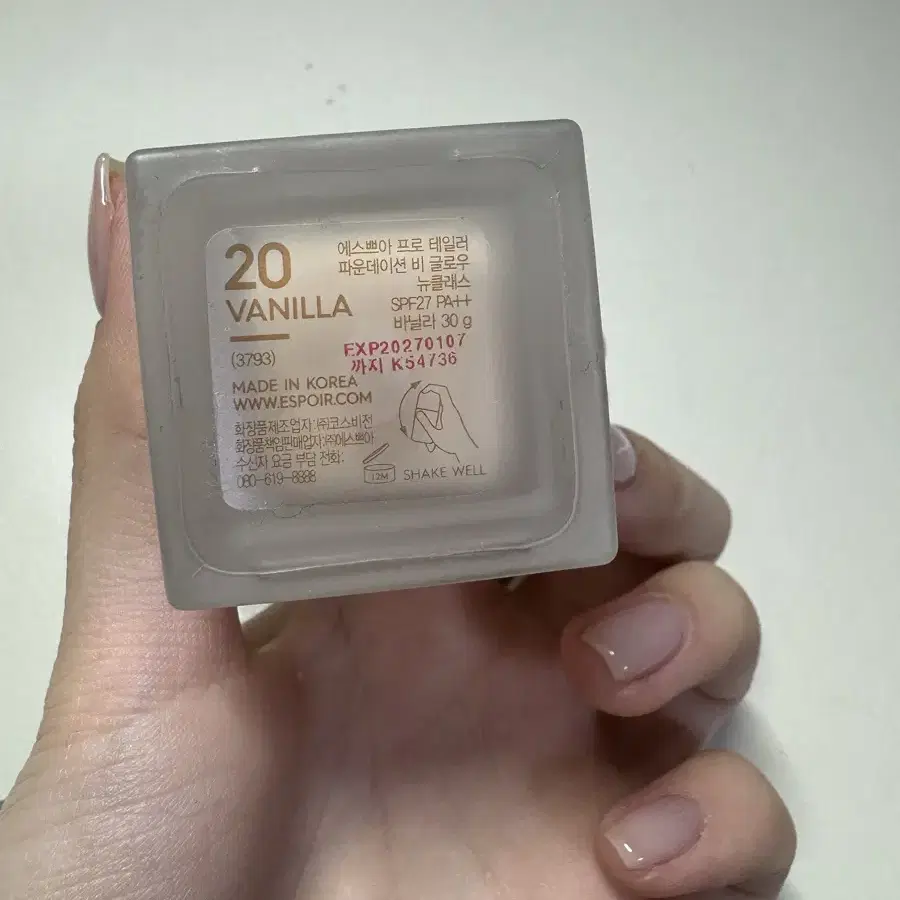 20
VANILLA
(3793)
MADE IN KOREA
WWW.ESPOIR.COM
화장품제조업자:㈜코스비전
화장품책임판매업자:㈜에스쁘아
수신자 요금 부담 전화:
080-619-8888
에스쁘아 프로 테일러
파운데이션 비 글로우
뉴클래스
SPF27 PA++
바닐라 30 g
EXP20270107
까지 K54736
12M
SHAKE WELL